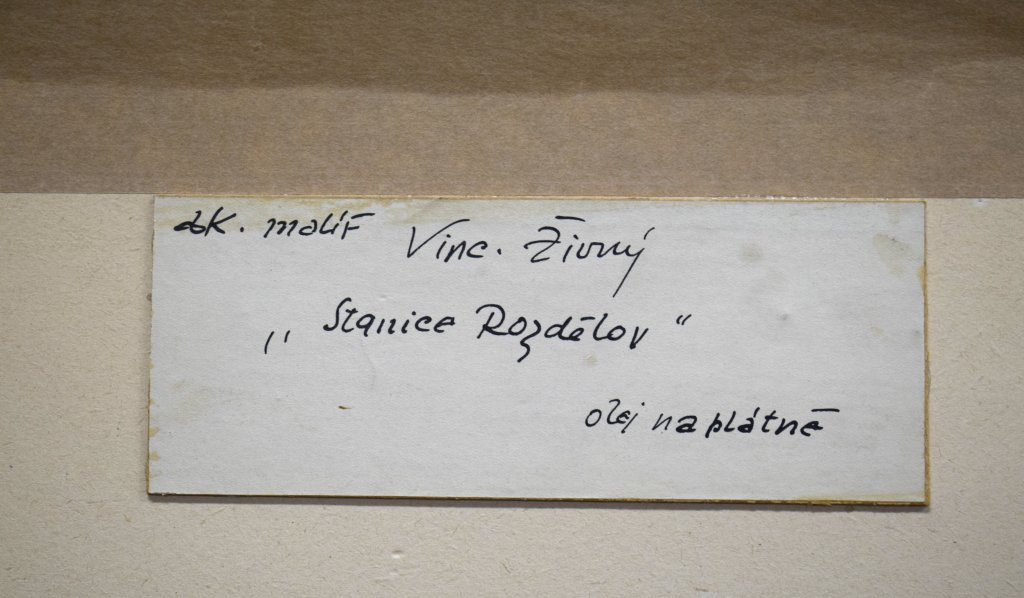 ak. malíř Vinc. Živný
„Stanice Rozdělov“
olej na plátně